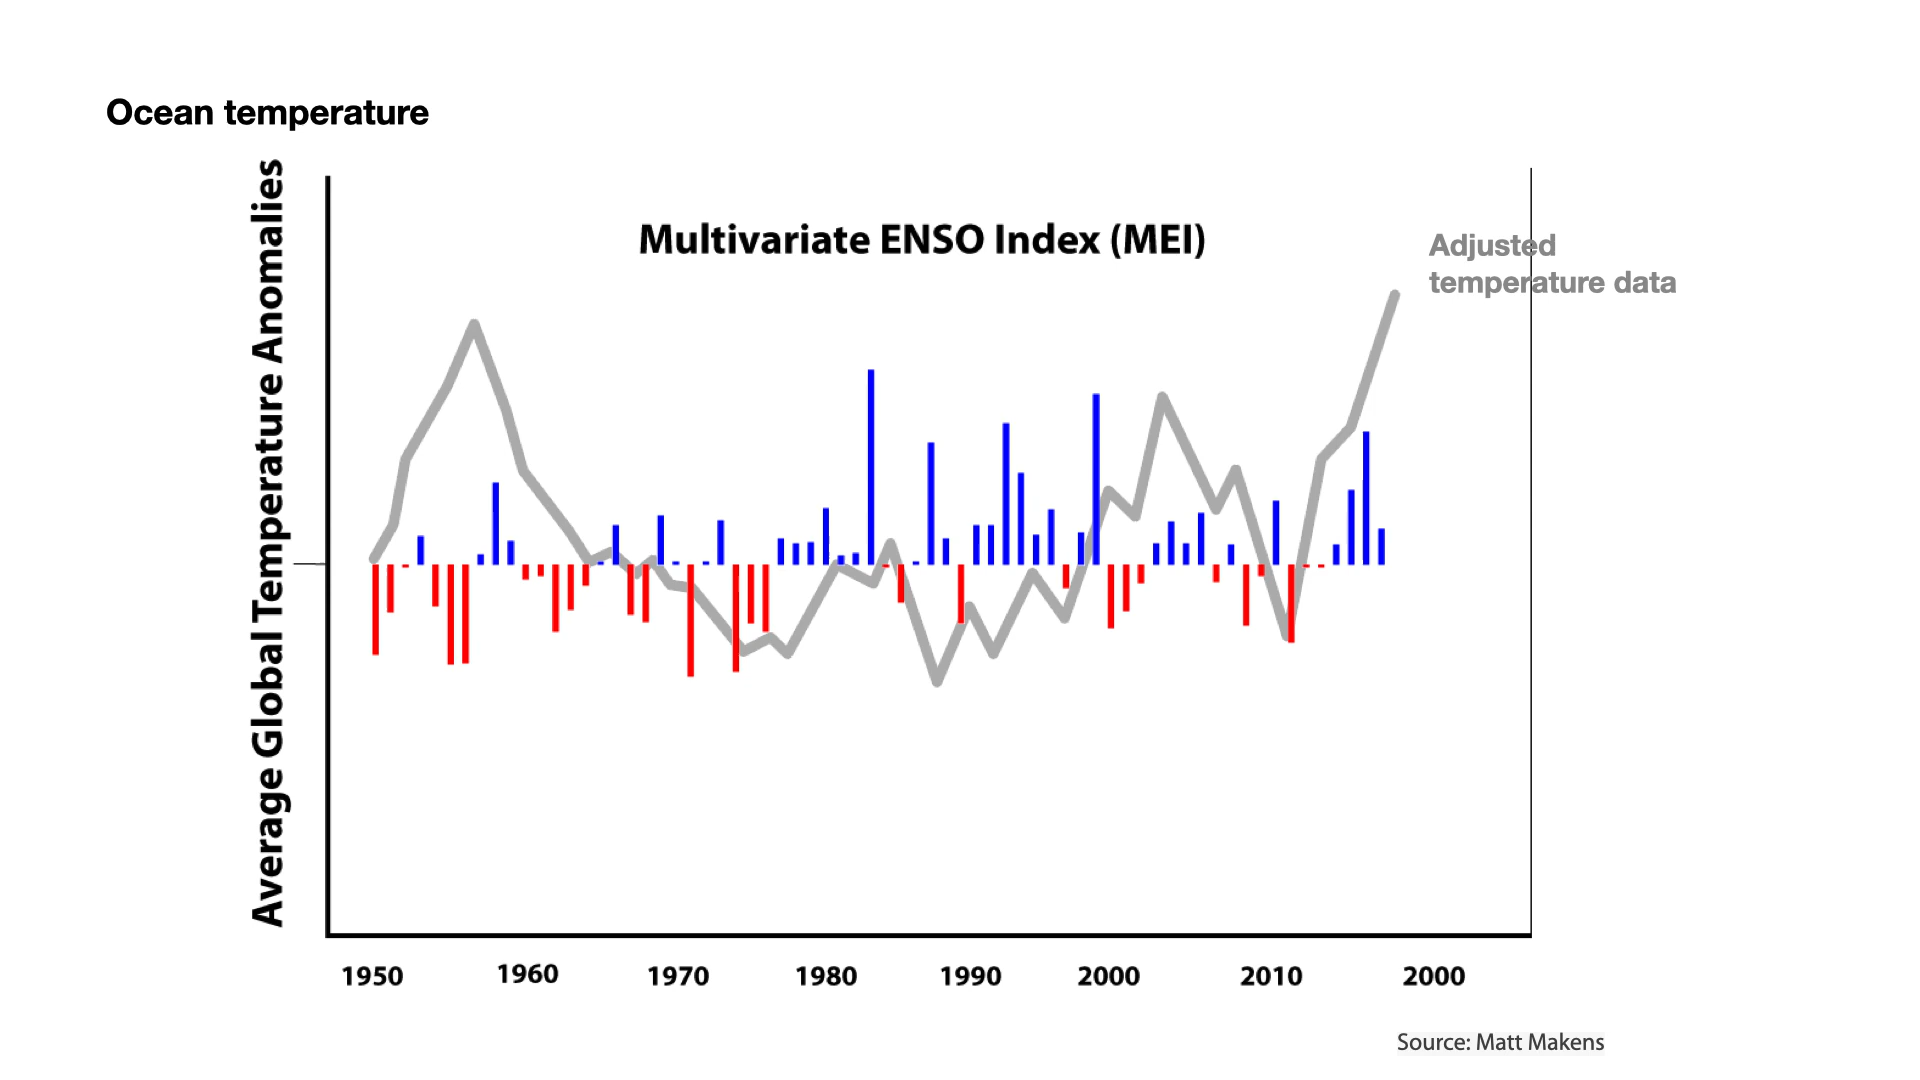 Ocean temperature
Average Global Temperature Anomalies
Multivariate ENSO Index (MEI)
Adjusted
temperature data
1950 1960 1970 1980 1990 2000 2010 2000
Source: Matt Makens